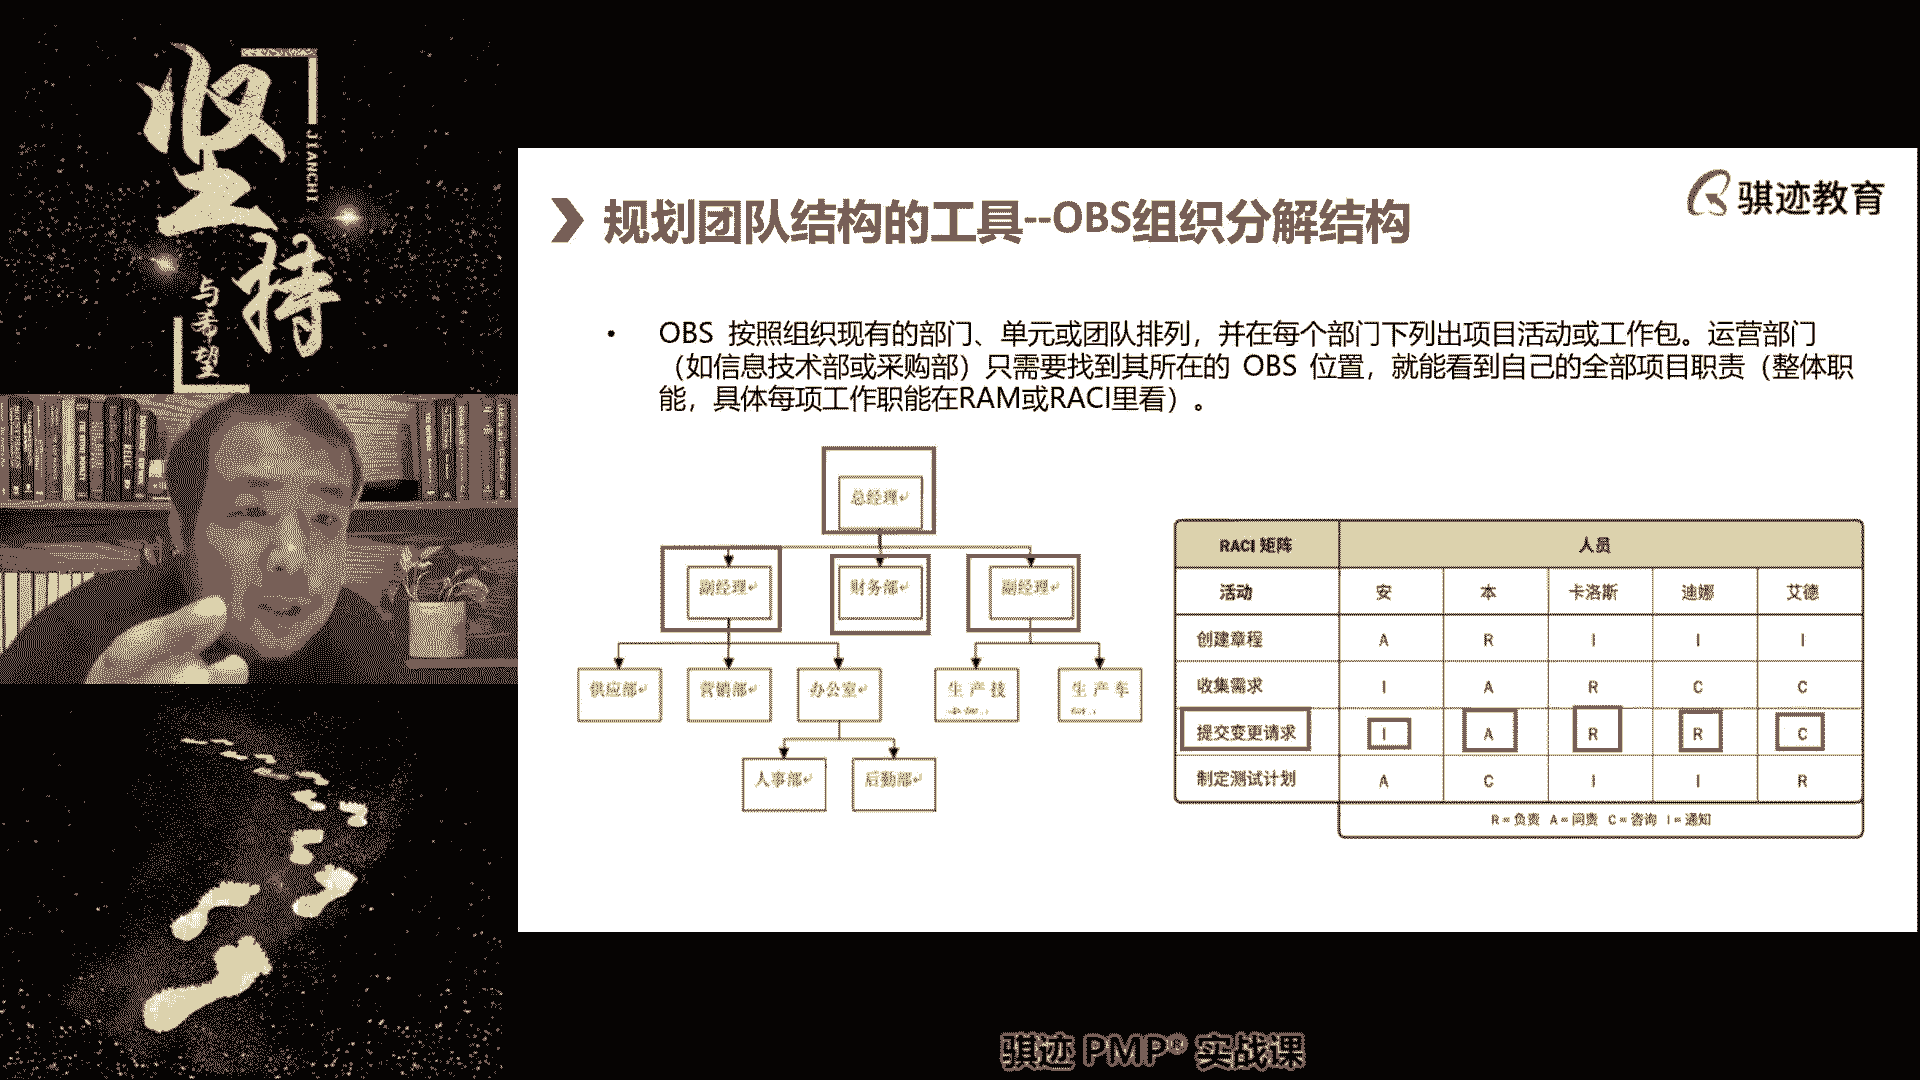 坚持
JIANCHI
与希望
骐迹教育
规划团队结构的工具--OBS组织分解结构
• OBS 按照组织现有的部门、单元或团队排列，并在每个部门下列出项目活动或工作包。运营部门
（如信息技术部或采购部）只需要找到其所在的 OBS 位置，就能看到自己的全部项目职责（整体职
能，具体每项工作职能在RAM或RACI里看）。
总经理
副经理 财务部 副经理
供应部 营销部 办公室 生产技 生产车
人事部 后勤部
RACI 矩阵 人员
活动 安 本 卡洛斯 迪娜 艾德
创建章程 A R I I I
收集需求 I A R C C
提交变更请求 I A R R C
制定测试计划 A C I I R
R = 负责 A = 问责 C = 咨询 I = 通知
骐迹 PMP® 实战课